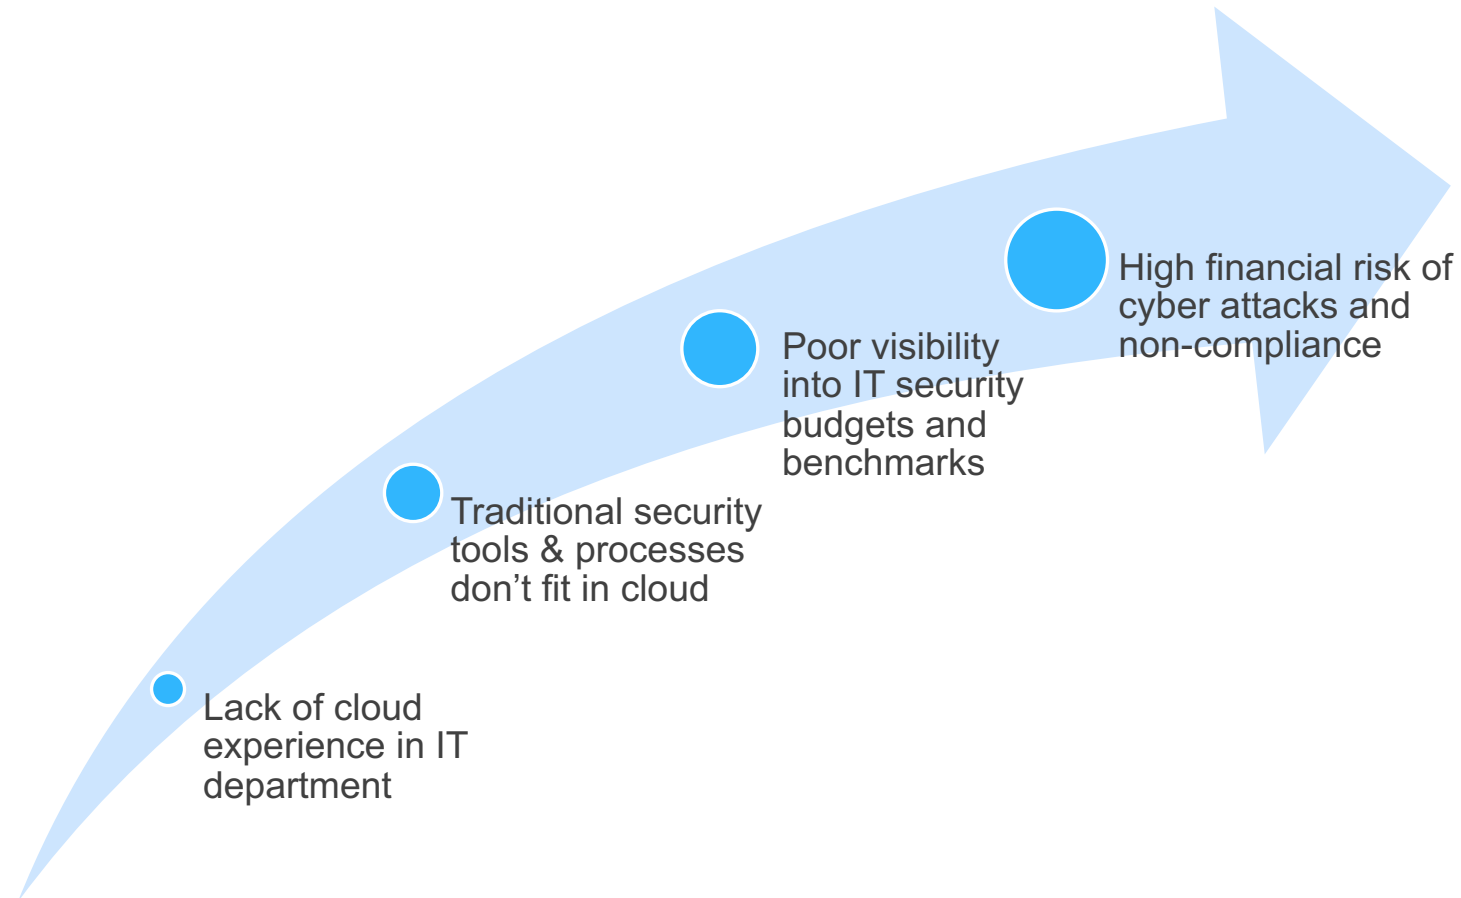 High financial risk of
cyber attacks and
non-compliance
Poor visibility
into IT security
budgets and
benchmarks
Traditional security
tools & processes
don’t fit in cloud
Lack of cloud
experience in IT
department